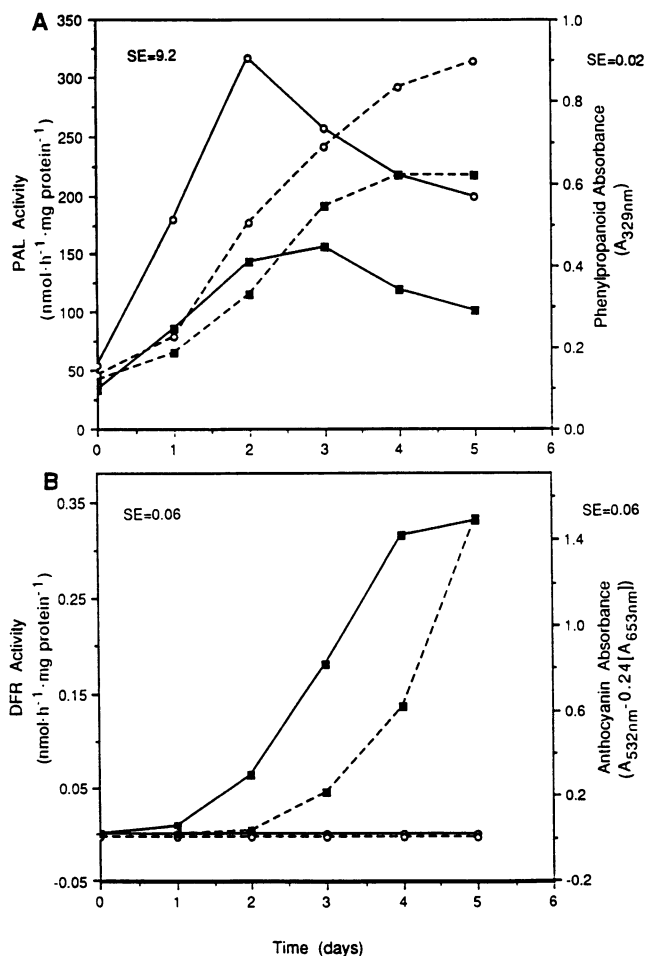 A
SE=9.2
SE=0.02
350
300
250
200
150
100
50
0
PAL Activity
(nmol·h⁻¹·mg protein⁻¹)
1.0
0.8
0.6
0.4
0.2
0.0
Phenylpropanoid Absorbance
(A329nm)
0 1 2 3 4 5 6
B
SE=0.06
SE=0.06
0.35
0.25
0.15
0.05
-0.05
DFR Activity
(nmol·h⁻¹·mg protein⁻¹)
1.4
1.0
0.6
0.2
-0.2
Anthocyanin Absorbance
(A532nm-0.24[A653nm])
0 1 2 3 4 5 6
Time (days)